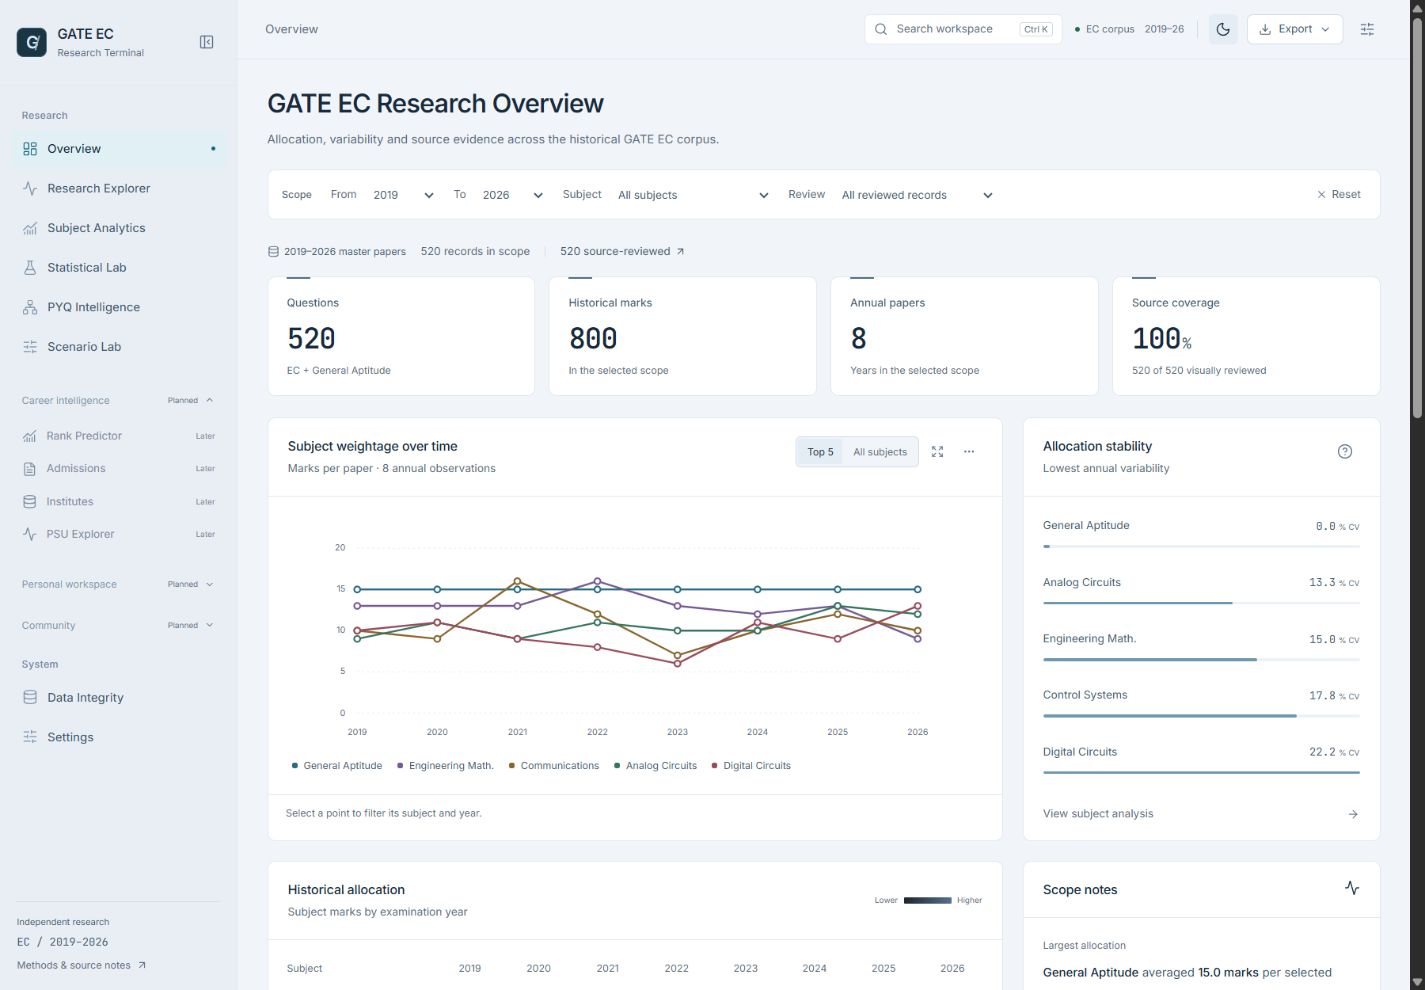 GATE EC
Research Terminal
Research
Overview
Research Explorer
Subject Analytics
Statistical Lab
PYQ Intelligence
Scenario Lab
Career intelligence Planned
Rank Predictor Later
Admissions Later
Institutes Later
PSU Explorer Later
Personal workspace Planned
Community Planned
System
Data Integrity
Settings
Independent research
EC / 2019–2026
Methods & source notes
Overview
Search workspace Ctrl K
EC corpus 2019–26
Export
GATE EC Research Overview
Allocation, variability and source evidence across the historical GATE EC corpus.
Scope From 2019 To 2026 Subject All subjects Review All reviewed records Reset
2019–2026 master papers 520 records in scope 520 source-reviewed
Questions
520
EC + General Aptitude
Historical marks
800
In the selected scope
Annual papers
8
Years in the selected scope
Source coverage
100%
520 of 520 visually reviewed
Subject weightage over time
Marks per paper · 8 annual observations
Top 5 All subjects
20
15
10
5
0
2019 2020 2021 2022 2023 2024 2025 2026
General Aptitude Engineering Math. Communications Analog Circuits Digital Circuits
Select a point to filter its subject and year.
Allocation stability
Lowest annual variability
General Aptitude 0.0 % CV
Analog Circuits 13.3 % CV
Engineering Math. 15.0 % CV
Control Systems 17.8 % CV
Digital Circuits 22.2 % CV
View subject analysis
Historical allocation
Subject marks by examination year
Lower Higher
Subject 2019 2020 2021 2022 2023 2024 2025 2026
Scope notes
Largest allocation
General Aptitude averaged 15.0 marks per selected